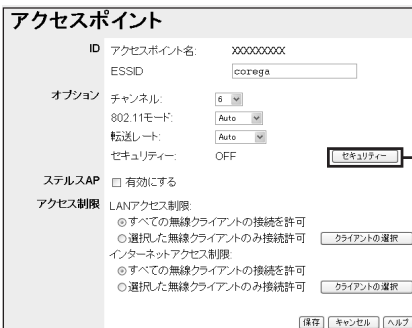 アクセスポイント
ID アクセスポイント名: XXXXXXXXX
ESSID corega
オプション チャンネル: 6
802.11モード: Auto
転送レート: Auto
セキュリティー: OFF セキュリティー
ステルスAP 有効にする
アクセス制限 LANアクセス制限:
すべての無線クライアントの接続を許可
選択した無線クライアントのみ接続許可 クライアントの選択
インターネットアクセス制限:
すべての無線クライアントの接続を許可
選択した無線クライアントのみ接続許可 クライアントの選択
保存 キャンセル ヘルプ